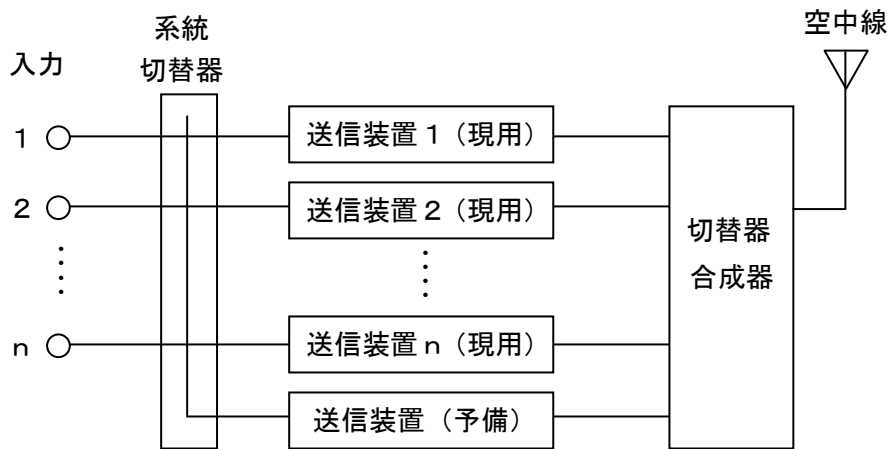 空中線
系統
切替器
入力
1
送信装置1（現用）
2
送信装置2（現用）
切替器
合成器
n
送信装置n（現用）
送信装置（予備）